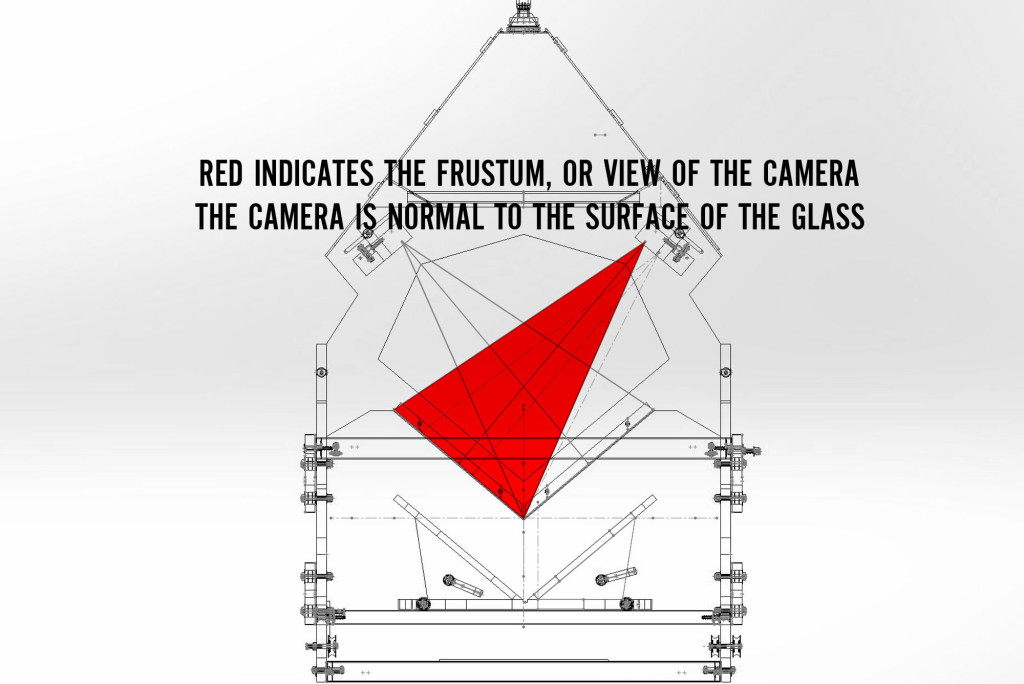 RED INDICATES THE FRUSTUM, OR VIEW OF THE CAMERA
THE CAMERA IS NORMAL TO THE SURFACE OF THE GLASS